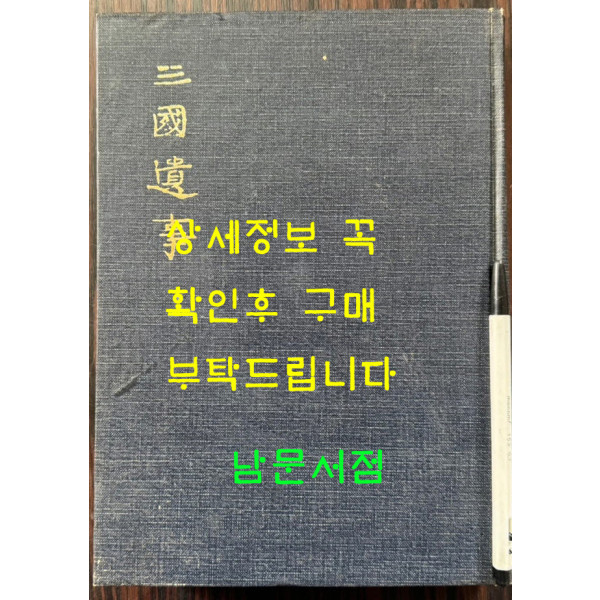 三國遺事
상세정보 꼭
확인후 구매
부탁드립니다
남문서점